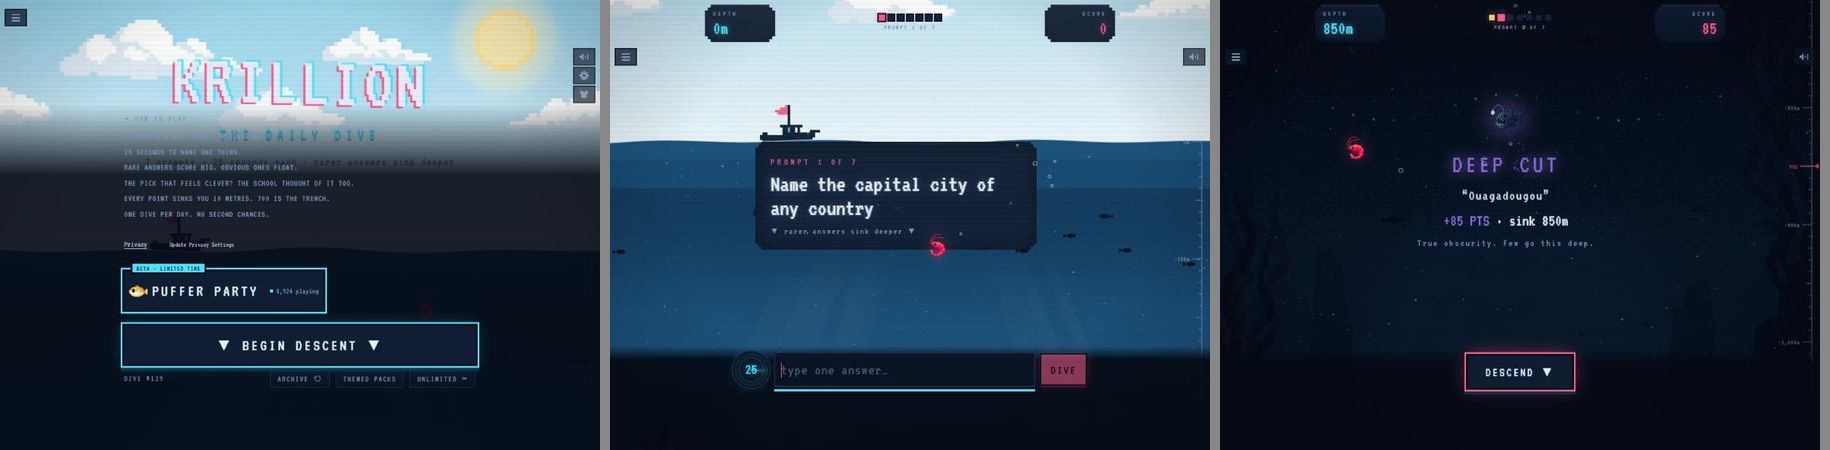 KRILLION
THE DAILY DIVE
HOW TO PLAY
25 SECONDS TO NAME ONE THING.
RARE ANSWERS SCORE BIG. OBVIOUS ONES FLOAT.
THE PICK THAT FEELS CLEVER? THE SCHOOL THOUGHT OF IT TOO.
EVERY POINT SINKS YOU 10 METRES. 700 IS THE TRENCH.
ONE DIVE PER DAY. NO SECOND CHANCES.
Privacy
Update Privacy Settings
BETA · LIMITED TIME
PUFFER PARTY
8,924 playing
▼ BEGIN DESCENT ▼
DIVE #129
ARCHIVE
THEMED PACKS
UNLIMITED ∞
DEPTH
0m
PROMPT 1 OF 7
SCORE
0
PROMPT 1 OF 7
Name the capital city of
any country
▼ rarer answers sink deeper ▼
25
type one answer…
DIVE
DEPTH
850m
SCORE
85
YOU
DEEP CUT
“Ouagadougou”
+85 PTS · sink 850m
True obscurity. Few go this deep.
DESCEND ▼